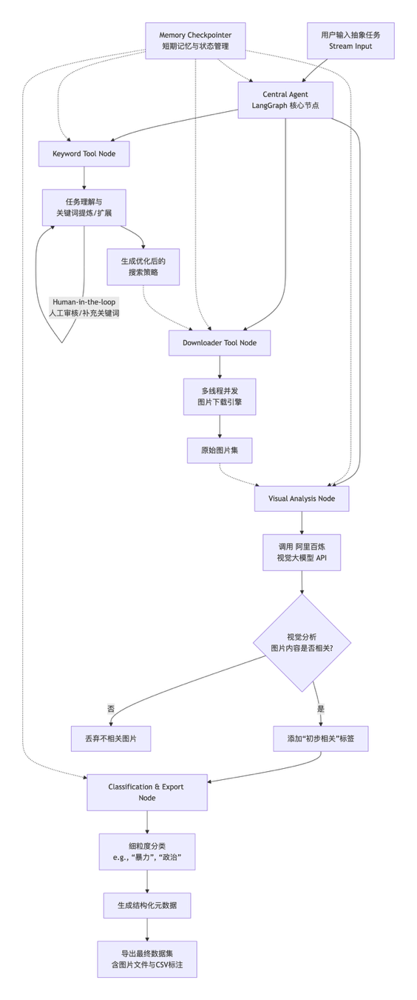 Memory Checkpointer
短期记忆与状态管理
用户输入抽象任务
Stream Input
Central Agent
LangGraph 核心节点
Keyword Tool Node
任务理解与
关键词提炼/扩展
生成优化后的
搜索策略
Human-in-the-loop
人工审核/补充关键词
Downloader Tool Node
多线程并发
图片下载引擎
原始图片集
Visual Analysis Node
调用 阿里百炼
视觉大模型 API
视觉分析
图片内容是否相关?
否
是
丢弃不相关图片
添加“初步相关”标签
Classification & Export
Node
细粒度分类
e.g., “暴力”, “政治”
生成结构化元数据
导出最终数据集
含图片文件与CSV标注